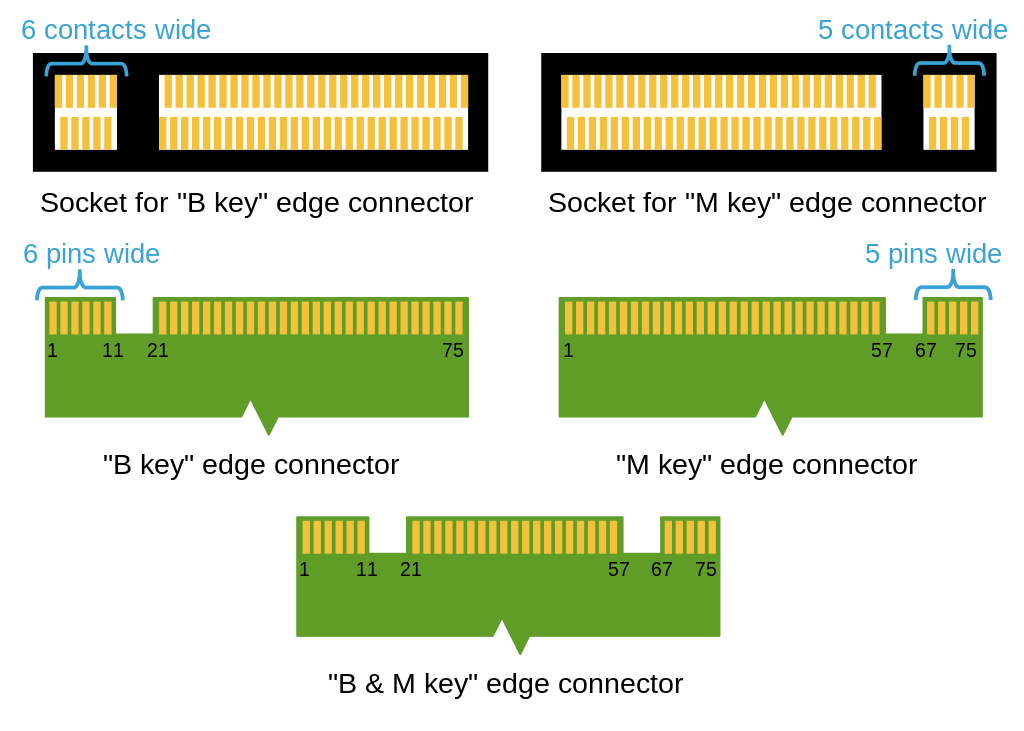 6 contacts wide
5 contacts wide
Socket for "B key" edge connector
Socket for "M key" edge connector
6 pins wide
5 pins wide
1 11 21 75
1 57 67 75
"B key" edge connector
"M key" edge connector
1 11 21 57 67 75
"B & M key" edge connector